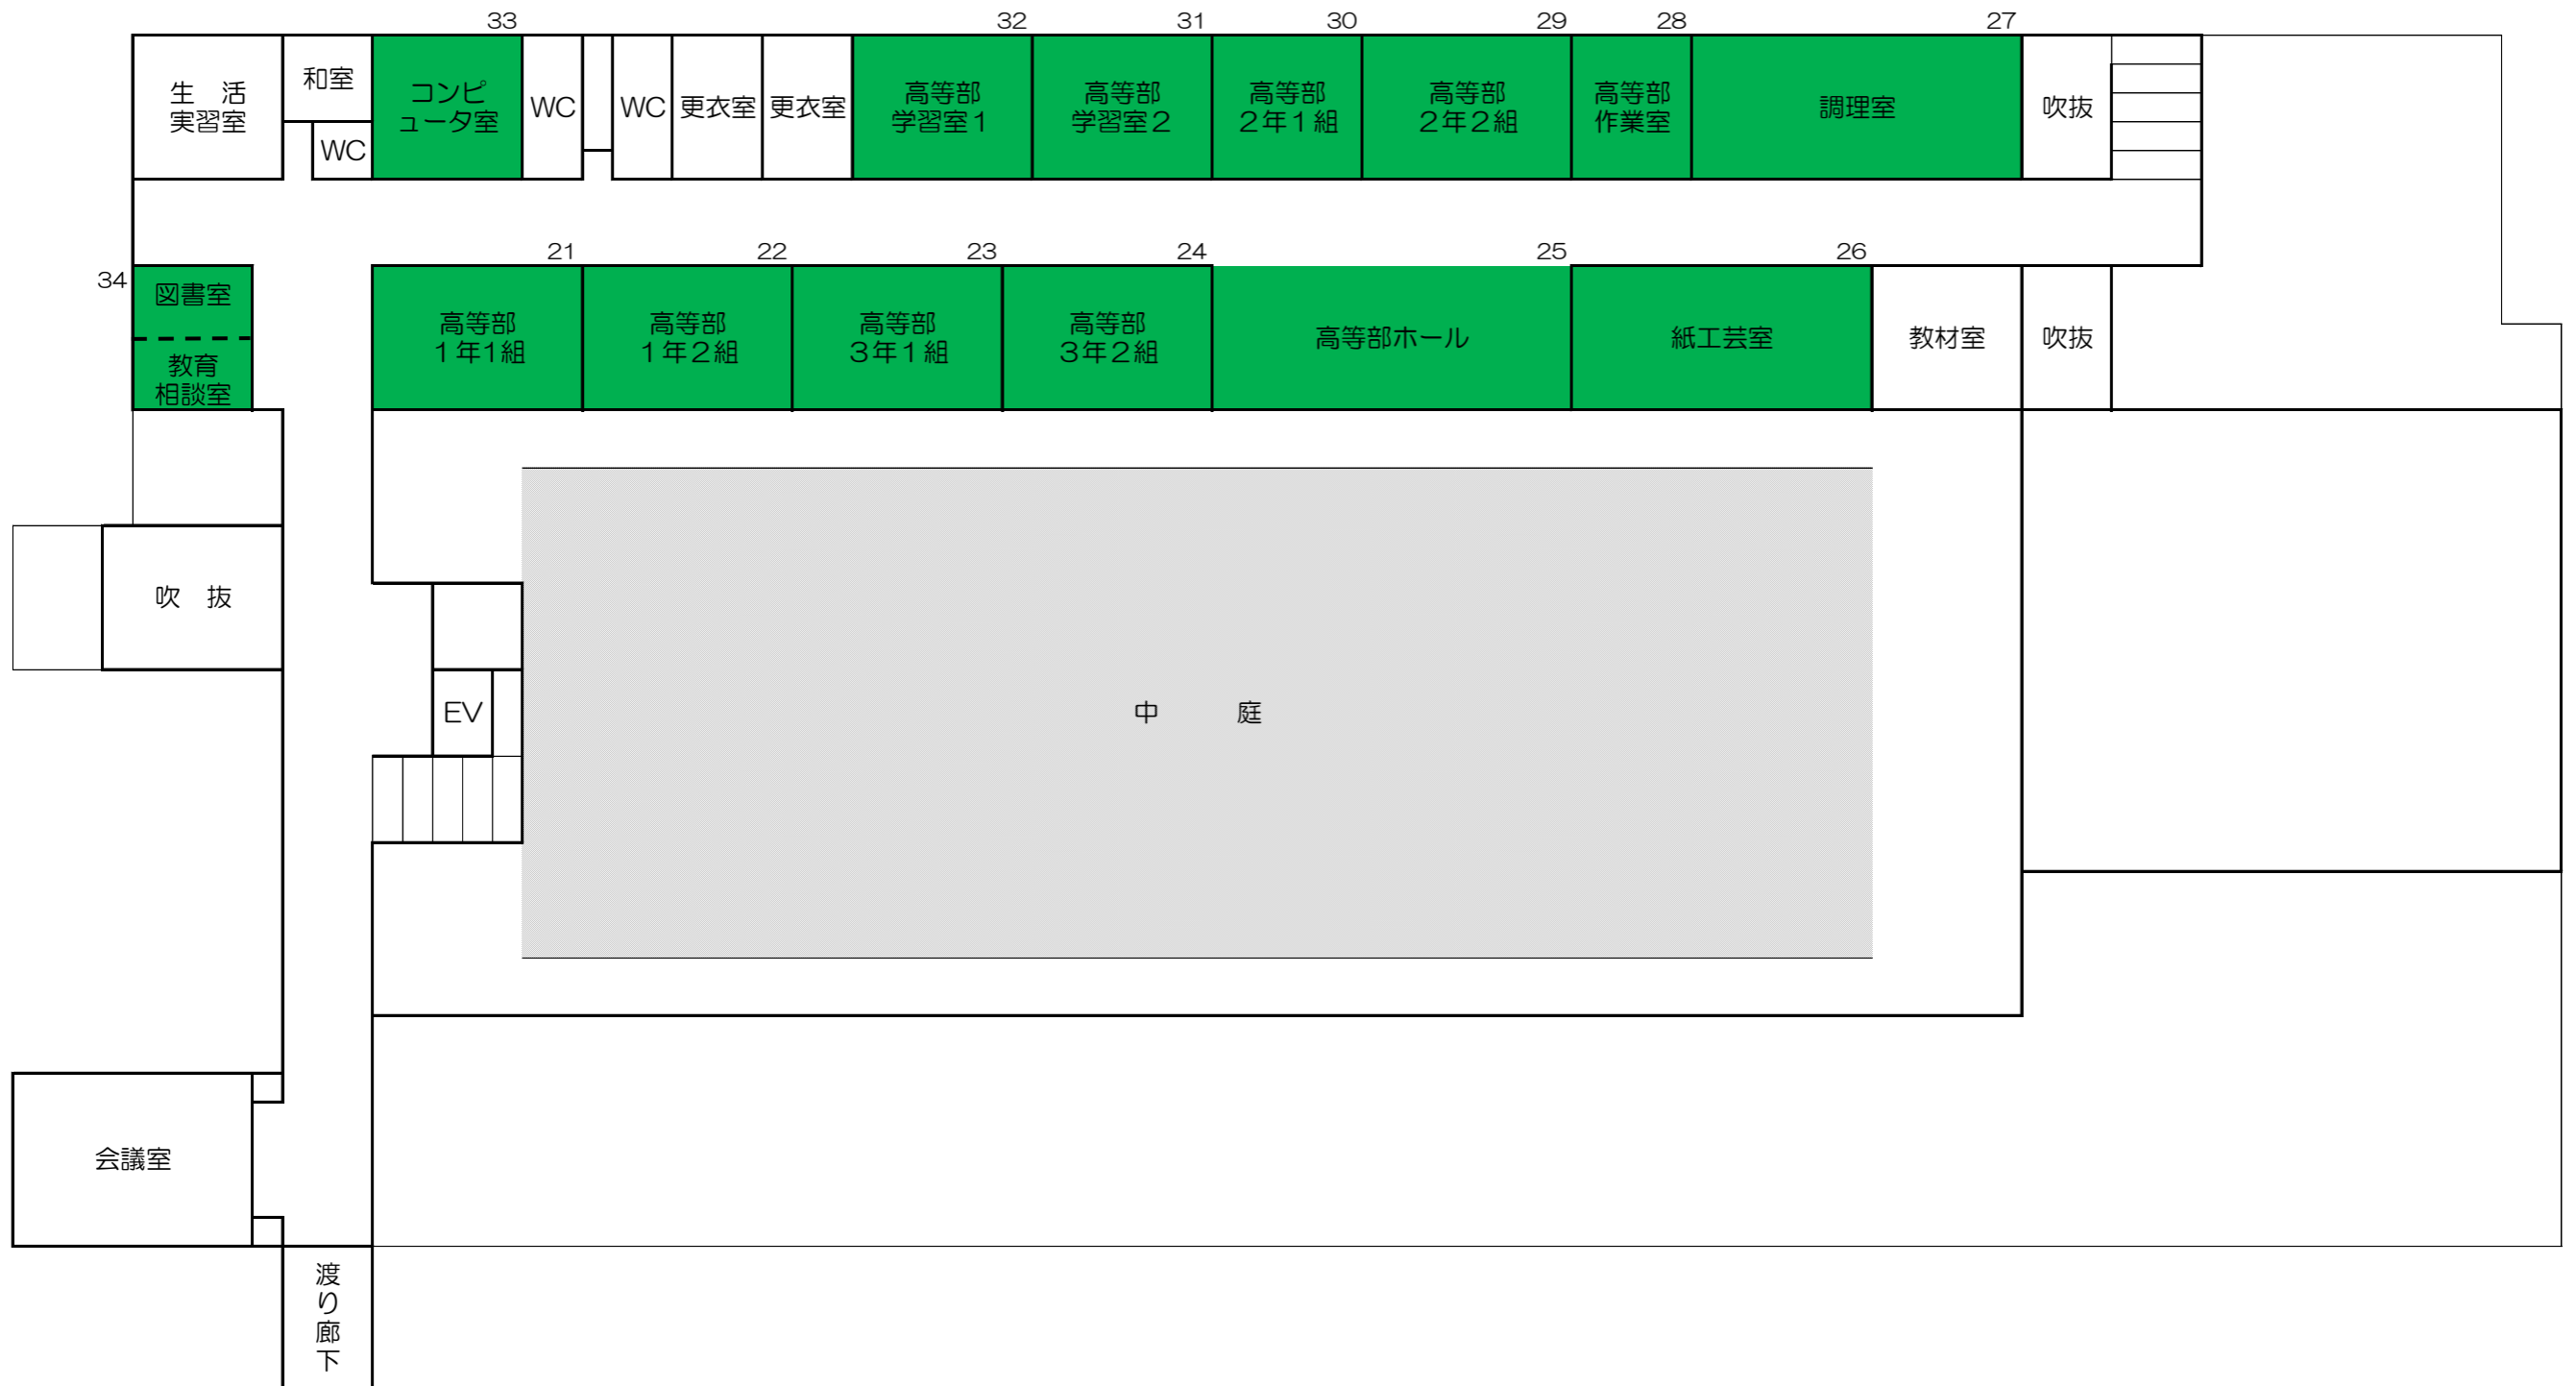 33
32
31
30
29
28
27
生　活
実習室
和室
WC
コンピ
ュータ室
WC
WC
更衣室
更衣室
高等部
学習室１
高等部
学習室２
高等部
２年１組
高等部
２年２組
高等部
作業室
調理室
吹抜
21
22
23
24
25
26
34
図書室
教育
相談室
高等部
１年1組
高等部
１年２組
高等部
３年１組
高等部
３年２組
高等部ホール
紙工芸室
教材室
吹抜
吹　抜
EV
中　　　庭
会議室
渡
り
廊
下